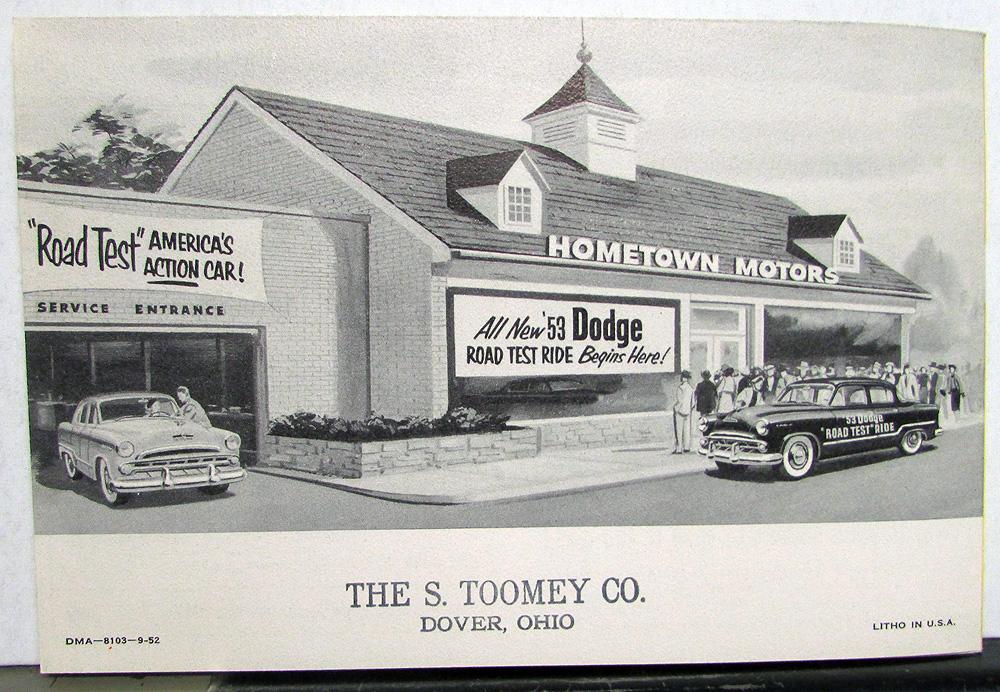 "Road Test" AMERICA'S
ACTION CAR!
SERVICE ENTRANCE
HOMETOWN MOTORS
All New '53 Dodge
ROAD TEST RIDE Begins Here!
'53 Dodge
"ROAD TEST" RIDE
THE S. TOOMEY CO.
DOVER, OHIO
DMA—8103—9-52
LITHO IN U.S.A.